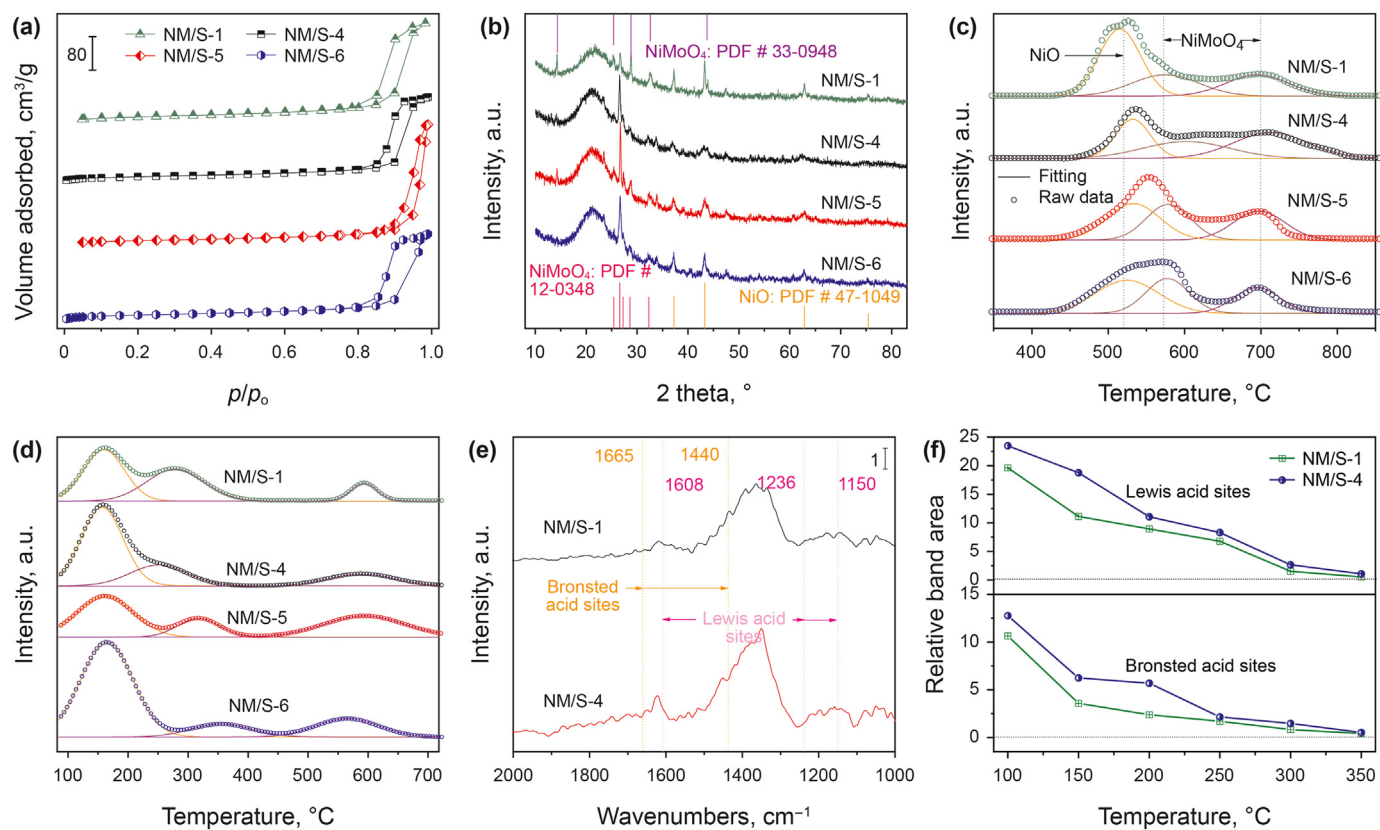 (a)
NM/S-1
NM/S-4
80
NM/S-5
NM/S-6
Volume adsorbed, cm³/g
0
0.2
0.4
0.6
0.8
1.0
p/pₒ
(b)
NiMoO₄: PDF # 33-0948
NM/S-1
NM/S-4
NM/S-5
NM/S-6
NiMoO₄: PDF #
12-0348
NiO: PDF # 47-1049
Intensity, a.u.
10
20
30
40
50
60
70
80
2 theta, °
(c)
NiO
NiMoO₄
NM/S-1
NM/S-4
Fitting
Raw data
NM/S-5
NM/S-6
Intensity, a.u.
400
500
600
700
800
Temperature, °C
(d)
NM/S-1
NM/S-4
NM/S-5
NM/S-6
Intensity, a.u.
100
200
300
400
500
600
700
Temperature, °C
(e)
1665
1440
1
1608
1236
1150
NM/S-1
Bronsted
acid sites
Lewis acid
sites
NM/S-4
Intensity, a.u.
2000
1800
1600
1400
1200
1000
Wavenumbers, cm⁻¹
(f)
25
20
15
10
5
0
NM/S-1
NM/S-4
Lewis acid sites
15
10
5
0
Bronsted acid sites
Relative band area
100
150
200
250
300
350
Temperature, °C